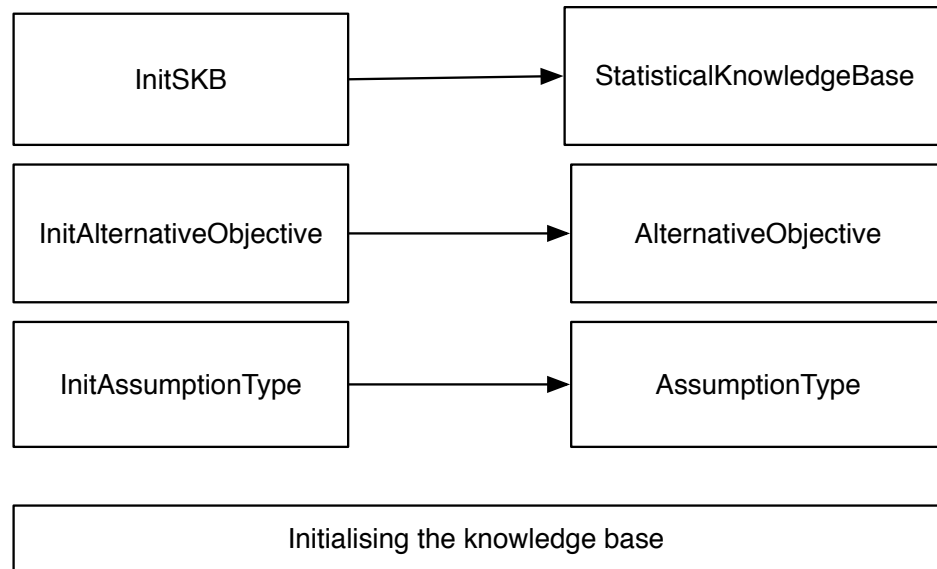 InitSKB
StatisticalKnowledgeBase
InitAlternativeObjective
AlternativeObjective
InitAssumptionType
AssumptionType
Initialising the knowledge base